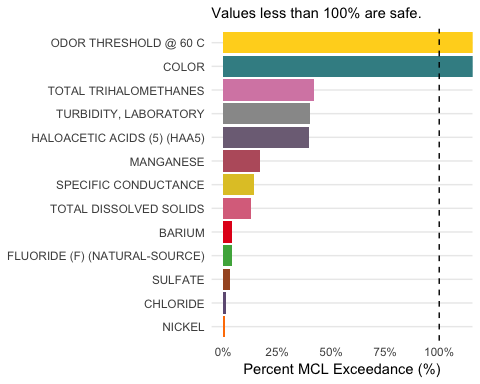 Values less than 100% are safe.
ODOR THRESHOLD @ 60 C
COLOR
TOTAL TRIHALOMETHANES
TURBIDITY, LABORATORY
HALOACETIC ACIDS (5) (HAA5)
MANGANESE
SPECIFIC CONDUCTANCE
TOTAL DISSOLVED SOLIDS
BARIUM
FLUORIDE (F) (NATURAL-SOURCE)
SULFATE
CHLORIDE
NICKEL
0% 25% 50% 75% 100%
Percent MCL Exceedance (%)